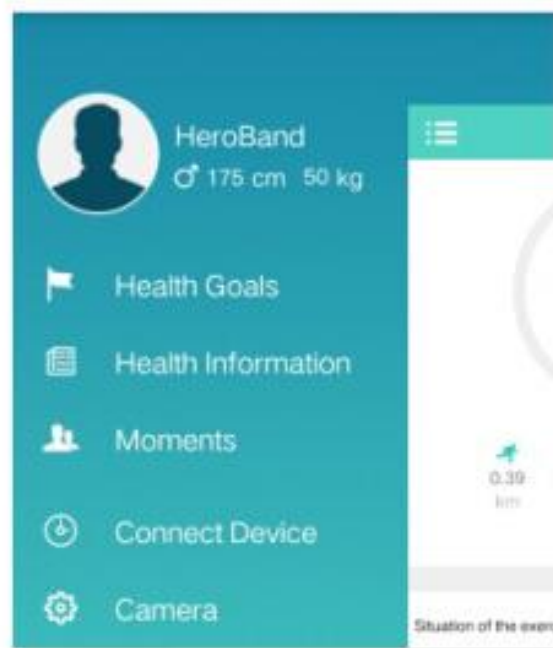 HeroBand
175 cm 50 kg
Health Goals
Health Information
Moments
Connect Device
Camera
0.39
km
Situation of the exer